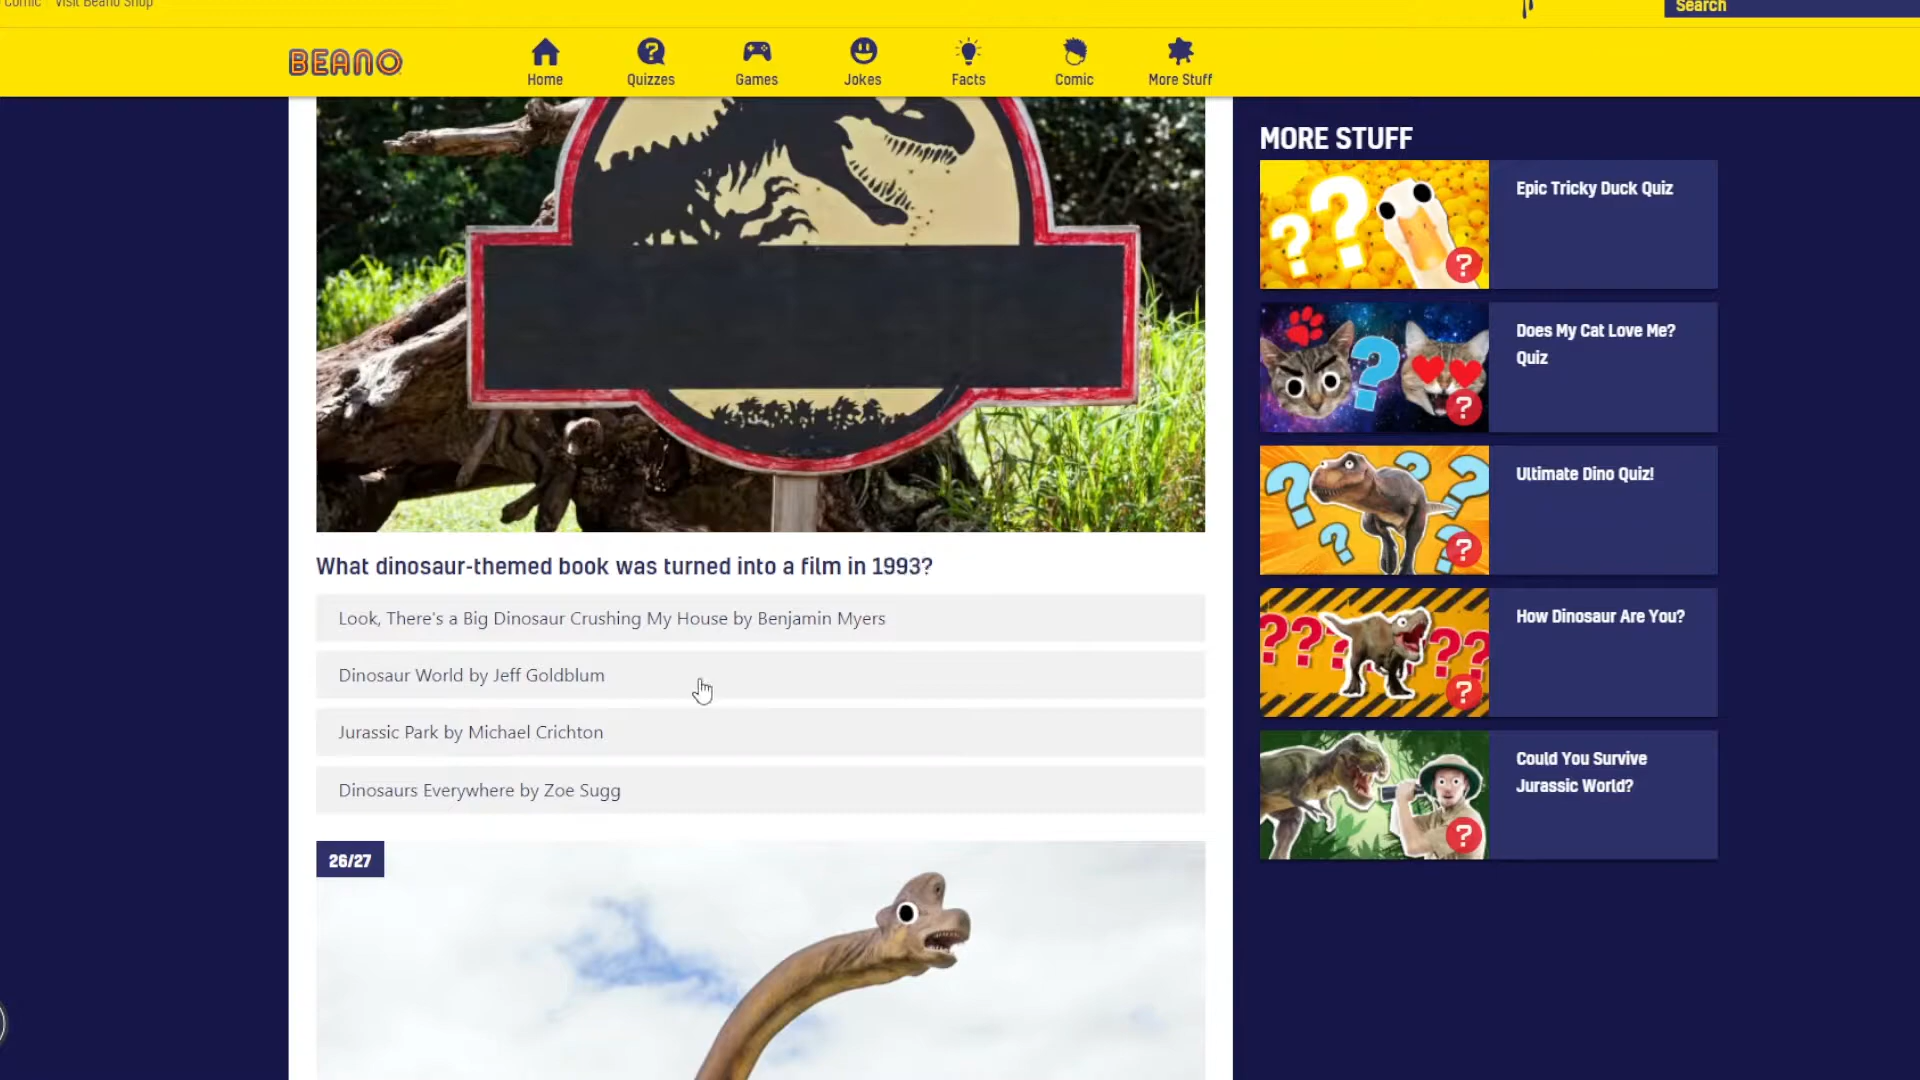 Comic Visit Beano Shop
Search
BEANO
Home
Quizzes
Games
Jokes
Facts
Comic
More Stuff
MORE STUFF
Epic Tricky Duck Quiz
Does My Cat Love Me?
Quiz
Ultimate Dino Quiz!
How Dinosaur Are You?
Could You Survive
Jurassic World?
What dinosaur-themed book was turned into a film in 1993?
Look, There's a Big Dinosaur Crushing My House by Benjamin Myers
Dinosaur World by Jeff Goldblum
Jurassic Park by Michael Crichton
Dinosaurs Everywhere by Zoe Sugg
26/27